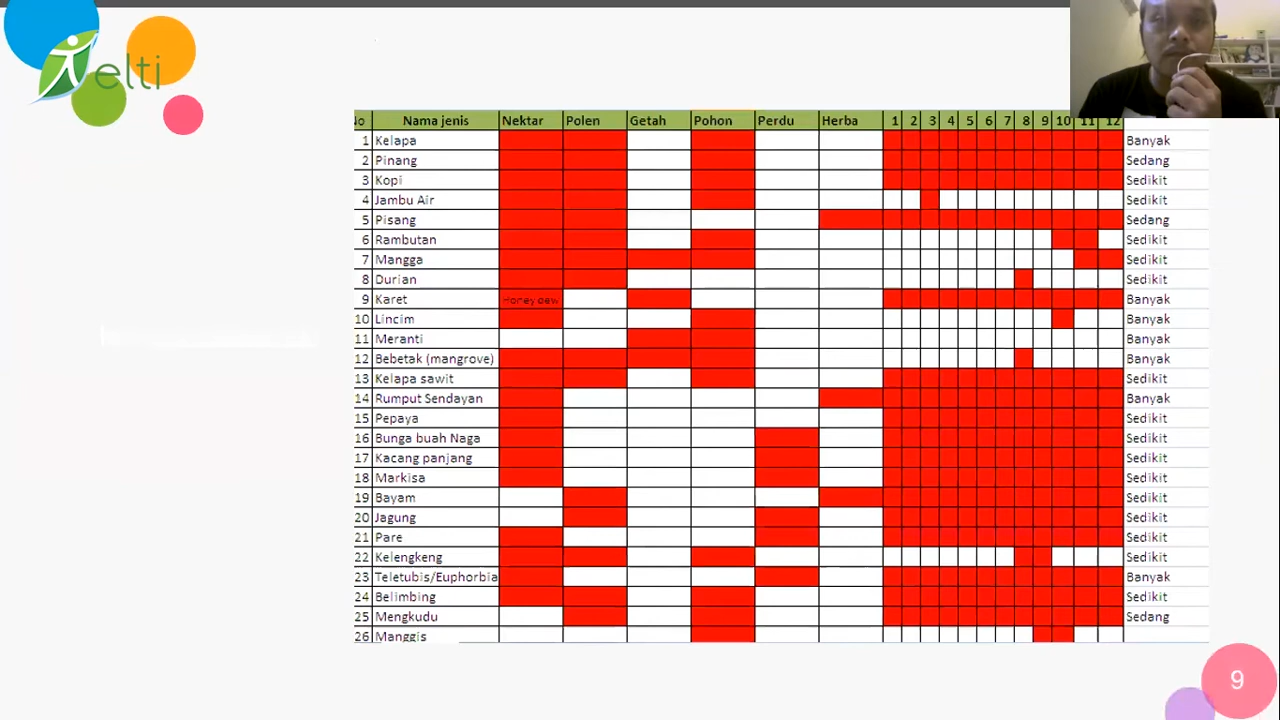 elti
No Nama jenis Nektar Polen Getah Pohon Perdu Herba 1 2 3 4 5 6 7 8 9 10 11 12
1 Kelapa Banyak
2 Pinang Sedang
3 Kopi Sedikit
4 Jambu Air Sedikit
5 Pisang Sedang
6 Rambutan Sedikit
7 Mangga Sedikit
8 Durian Sedikit
9 Karet Honey dew Banyak
10 Lincim Banyak
11 Meranti Banyak
12 Bebetak (mangrove) Banyak
13 Kelapa sawit Sedikit
14 Rumput Sendayan Banyak
15 Pepaya Sedikit
16 Bunga buah Naga Sedikit
17 Kacang panjang Sedikit
18 Markisa Sedikit
19 Bayam Sedikit
20 Jagung Sedikit
21 Pare Sedikit
22 Kelengkeng Sedikit
23 Teletubis/Euphorbia Banyak
24 Belimbing Sedikit
25 Mengkudu Sedang
26 Manggis
9